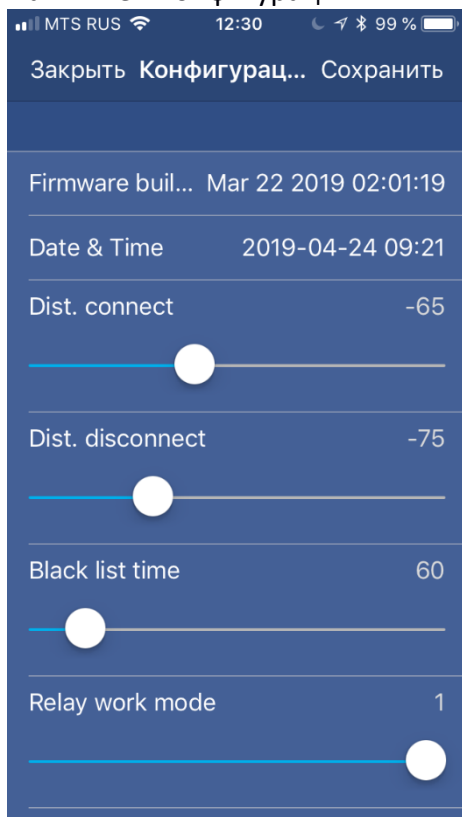 MTS RUS 12:30 99 %
Закрыть Конфигурац... Сохранить
Firmware buil... Mar 22 2019 02:01:19
Date & Time 2019-04-24 09:21
Dist. connect -65
Dist. disconnect -75
Black list time 60
Relay work mode 1